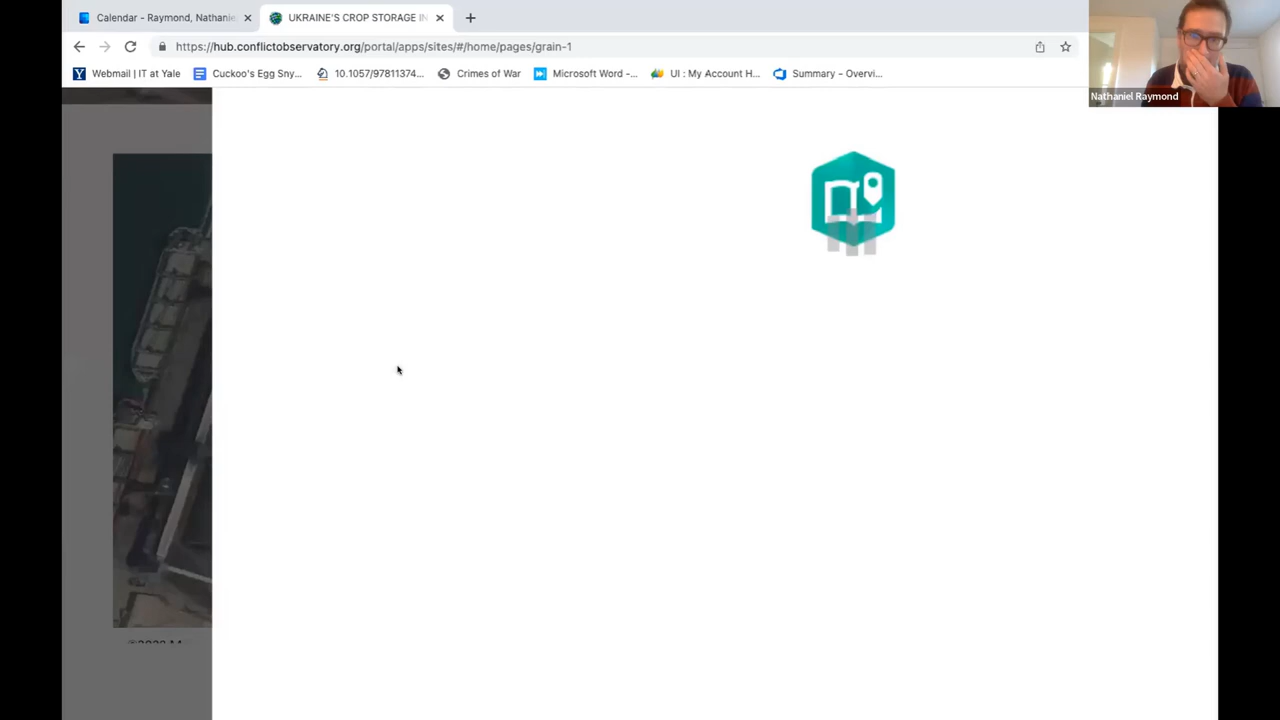 Calendar - Raymond, Nathanie
UKRAINE'S CROP STORAGE IN
https://hub.conflictobservatory.org/portal/apps/sites/#/home/pages/grain-1
Webmail | IT at Yale
Cuckoo's Egg Sny...
10.1057/97811374...
Crimes of War
Microsoft Word -...
UI : My Account H...
Summary – Overvi...
Nathaniel Raymond